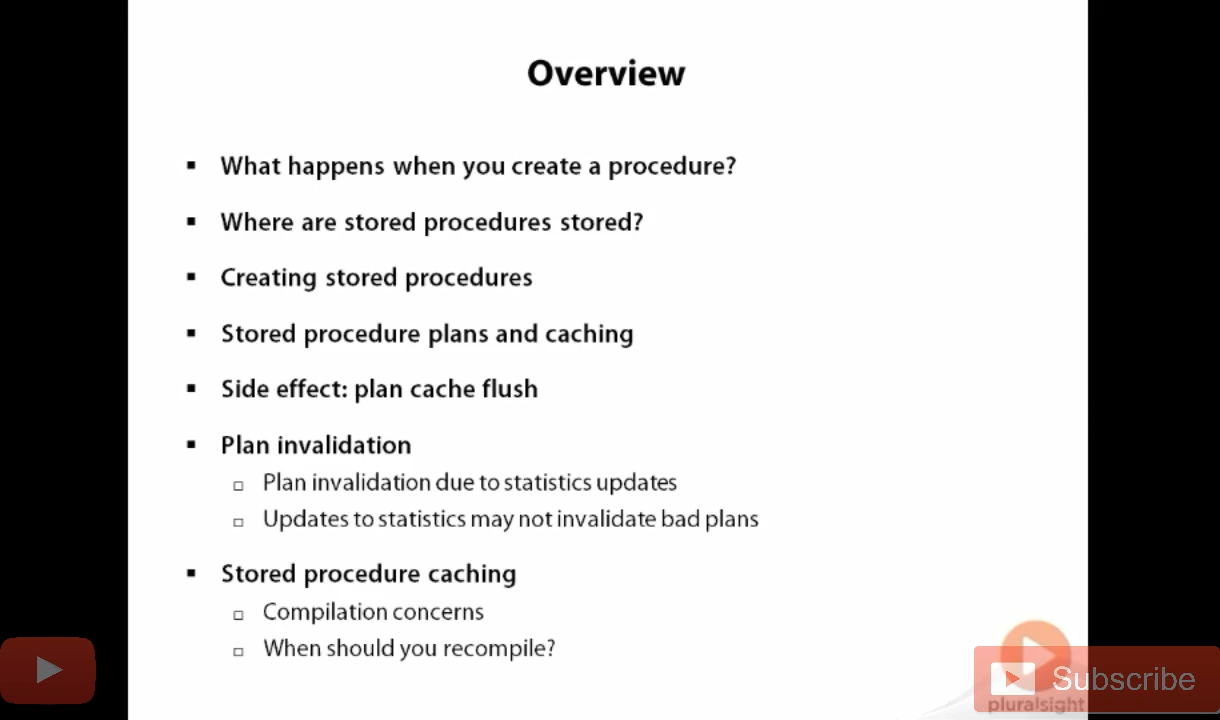 Overview
What happens when you create a procedure?
Where are stored procedures stored?
Creating stored procedures
Stored procedure plans and caching
Side effect: plan cache flush
Plan invalidation
Plan invalidation due to statistics updates
Updates to statistics may not invalidate bad plans
Stored procedure caching
Compilation concerns
When should you recompile?
Subscribe
pluralsight